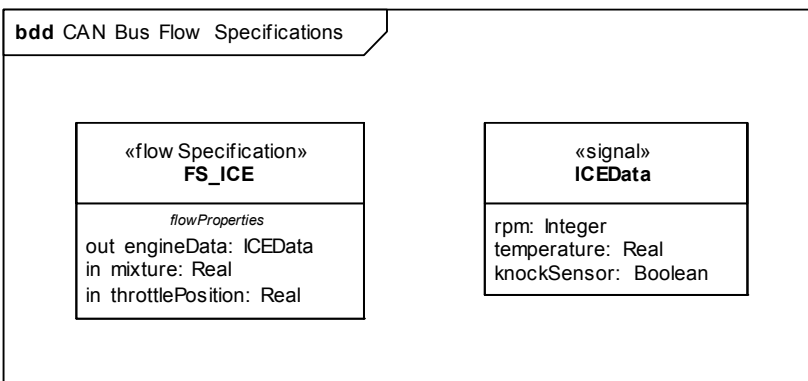 bdd CAN Bus Flow Specifications
«flow Specification»
FS_ICE
flowProperties
out engineData: ICEData
in mixture: Real
in throttlePosition: Real
«signal»
ICEData
rpm: Integer
temperature: Real
knockSensor: Boolean